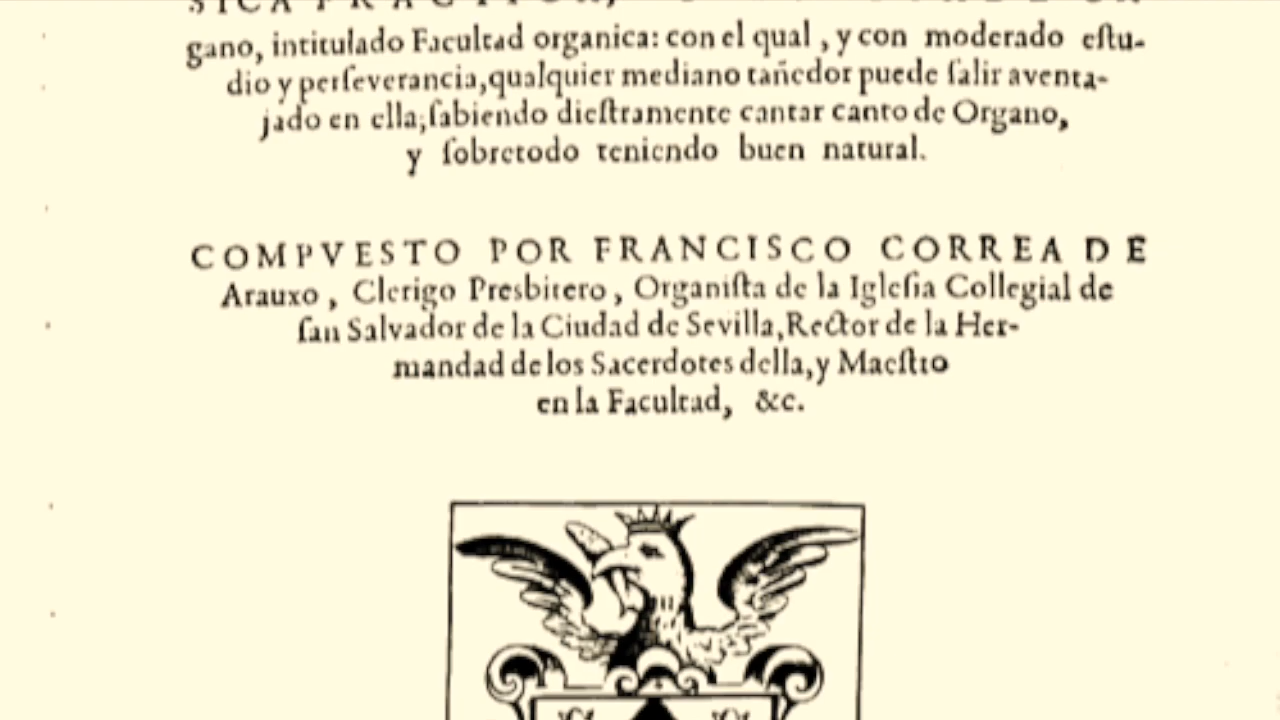 gano, intitulado Facultad organica: con el qual , y con moderado eſtu-
dio y perſeverancia,qualquier mediano tañedor puede ſalir aventa-
jado en ella,ſabiendo dieſtramente cantar canto de Organo,
y ſobretodo teniendo buen natural.
COMPVESTO POR FRANCISCO CORREA DE
Arauxo , Clerigo Presbitero , Organiſta de la Igleſia Collegial de
ſan Salvador de la Ciudad de Sevilla,Rector de la Her-
mandad de los Sacerdotes della,y Maeſtro
en la Facultad, &c.